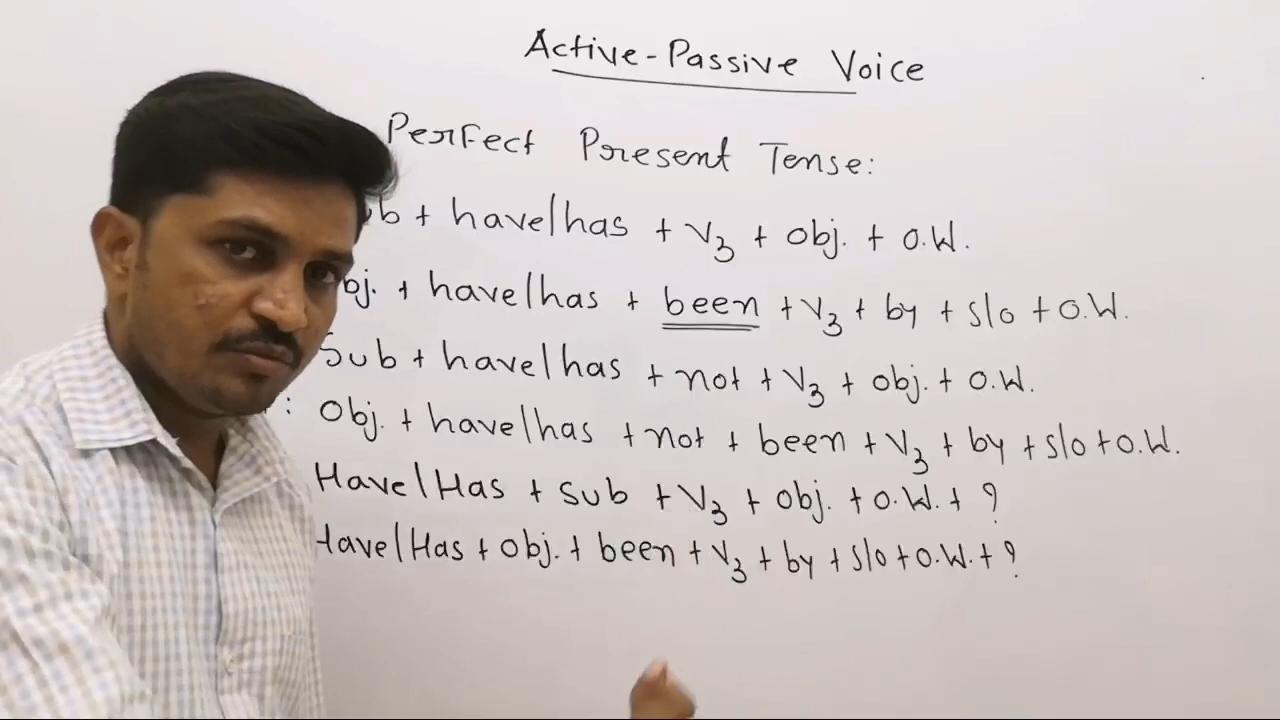 Active-Passive Voice
Perfect Present Tense:
ub + have/has + V3 + obj. + O.W.
bj. + have/has + been + V3 + by + s/o + O.W.
Sub + have/has + not + V3 + obj. + O.W.
: Obj. + have/has + not + been + V3 + by + s/o + O.W.
Have/Has + sub + V3 + obj. + O.W. + ?
Have/Has + obj. + been + V3 + by + s/o + O.W. + ?